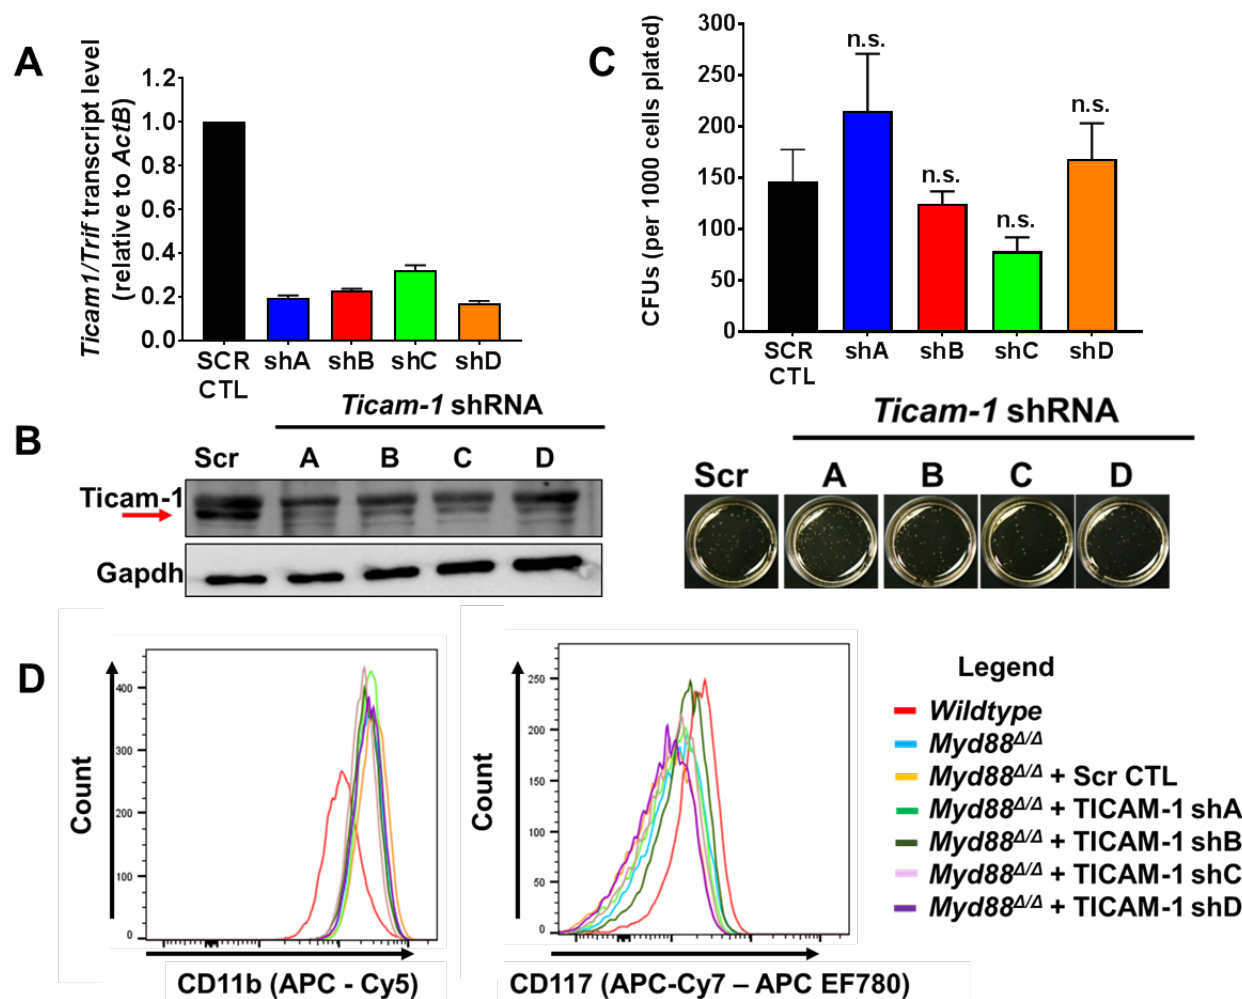 A
Ticam1/Trif transcript level
(relative to ActB)
1.2
1.0
0.8
0.6
0.4
0.2
0.0
SCR
CTL
shA
shB
shC
shD
Ticam-1 shRNA
C
CFUs (per 1000 cells plated)
300
250
200
150
100
50
0
n.s.
n.s.
n.s.
n.s.
SCR
CTL
shA
shB
shC
shD
Ticam-1 shRNA
B
Scr
A
B
C
D
Ticam-1
Gapdh
Scr
A
B
C
D
D
Count
400
300
200
100
0
CD11b (APC - Cy5)
Count
250
200
150
100
50
0
CD117 (APC-Cy7 – APC EF780)
Legend
Wildtype
Myd88Δ/Δ
Myd88Δ/Δ + Scr CTL
Myd88Δ/Δ + TICAM-1 shA
Myd88Δ/Δ + TICAM-1 shB
Myd88Δ/Δ + TICAM-1 shC
Myd88Δ/Δ + TICAM-1 shD